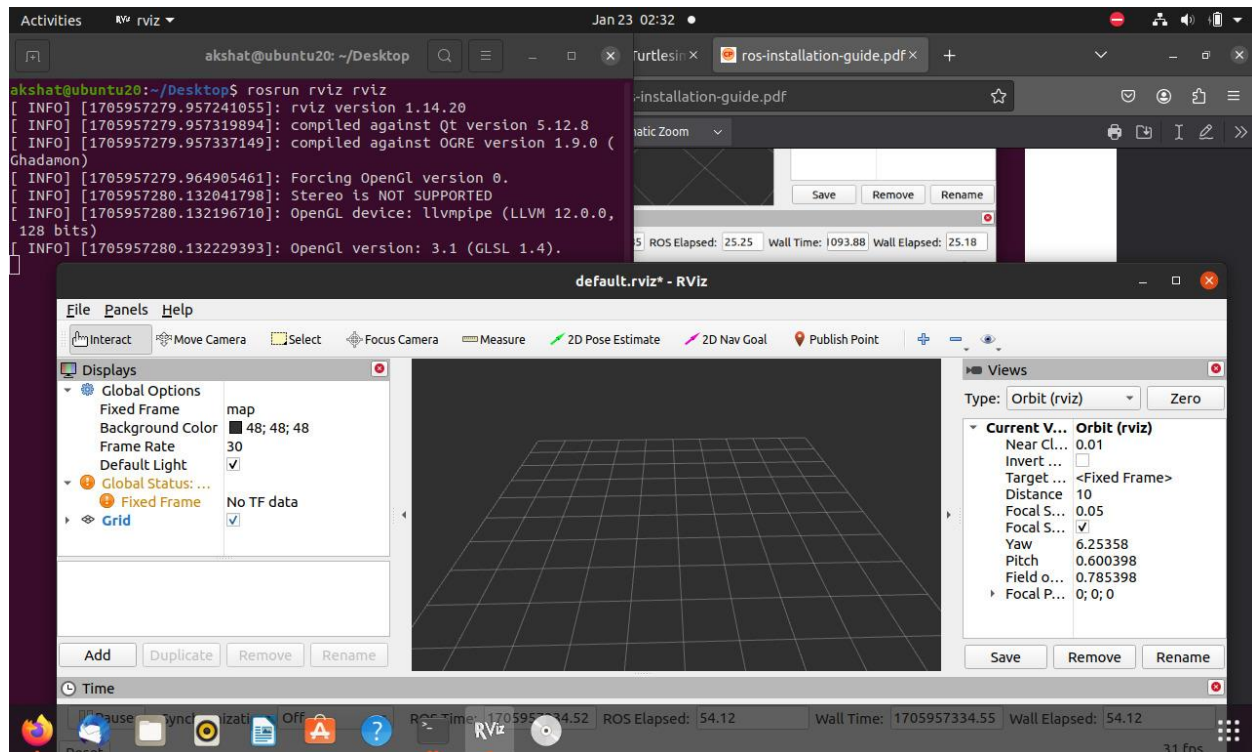 Activities RViz rviz Jan 23 02:32
akshat@ubuntu20: ~/Desktop
akshat@ubuntu20:~/Desktop$ rosrun rviz rviz
[ INFO] [1705957279.957241055]: rviz version 1.14.20
[ INFO] [1705957279.957319894]: compiled against Qt version 5.12.8
[ INFO] [1705957279.957337149]: compiled against OGRE version 1.9.0 (
Ghadamon)
[ INFO] [1705957279.964905461]: Forcing OpenGl version 0.
[ INFO] [1705957280.132041798]: Stereo is NOT SUPPORTED
[ INFO] [1705957280.132196710]: OpenGL device: llvmpipe (LLVM 12.0.0,
128 bits)
[ INFO] [1705957280.132229393]: OpenGl version: 3.1 (GLSL 1.4).
Turtlesin ros-installation-guide.pdf
-installation-guide.pdf
matic Zoom
Save Remove Rename
ROS Elapsed: 25.25 Wall Time: 1093.88 Wall Elapsed: 25.18
default.rviz* - RViz
File Panels Help
Interact Move Camera Select Focus Camera Measure 2D Pose Estimate 2D Nav Goal Publish Point
Displays
Global Options
Fixed Frame map
Background Color 48; 48; 48
Frame Rate 30
Default Light
Global Status: ...
Fixed Frame No TF data
Grid
Add Duplicate Remove Rename
Views
Type: Orbit (rviz) Zero
Current V... Orbit (rviz)
Near Cl... 0.01
Invert ...
Target ... <Fixed Frame>
Distance 10
Focal S... 0.05
Focal S...
Yaw 6.25358
Pitch 0.600398
Field o... 0.785398
Focal P... 0; 0; 0
Save Remove Rename
Time
Pause Off ROS Elapsed: 54.12 Wall Time: 1705957334.55 Wall Elapsed: 54.12
RViz
31 fps